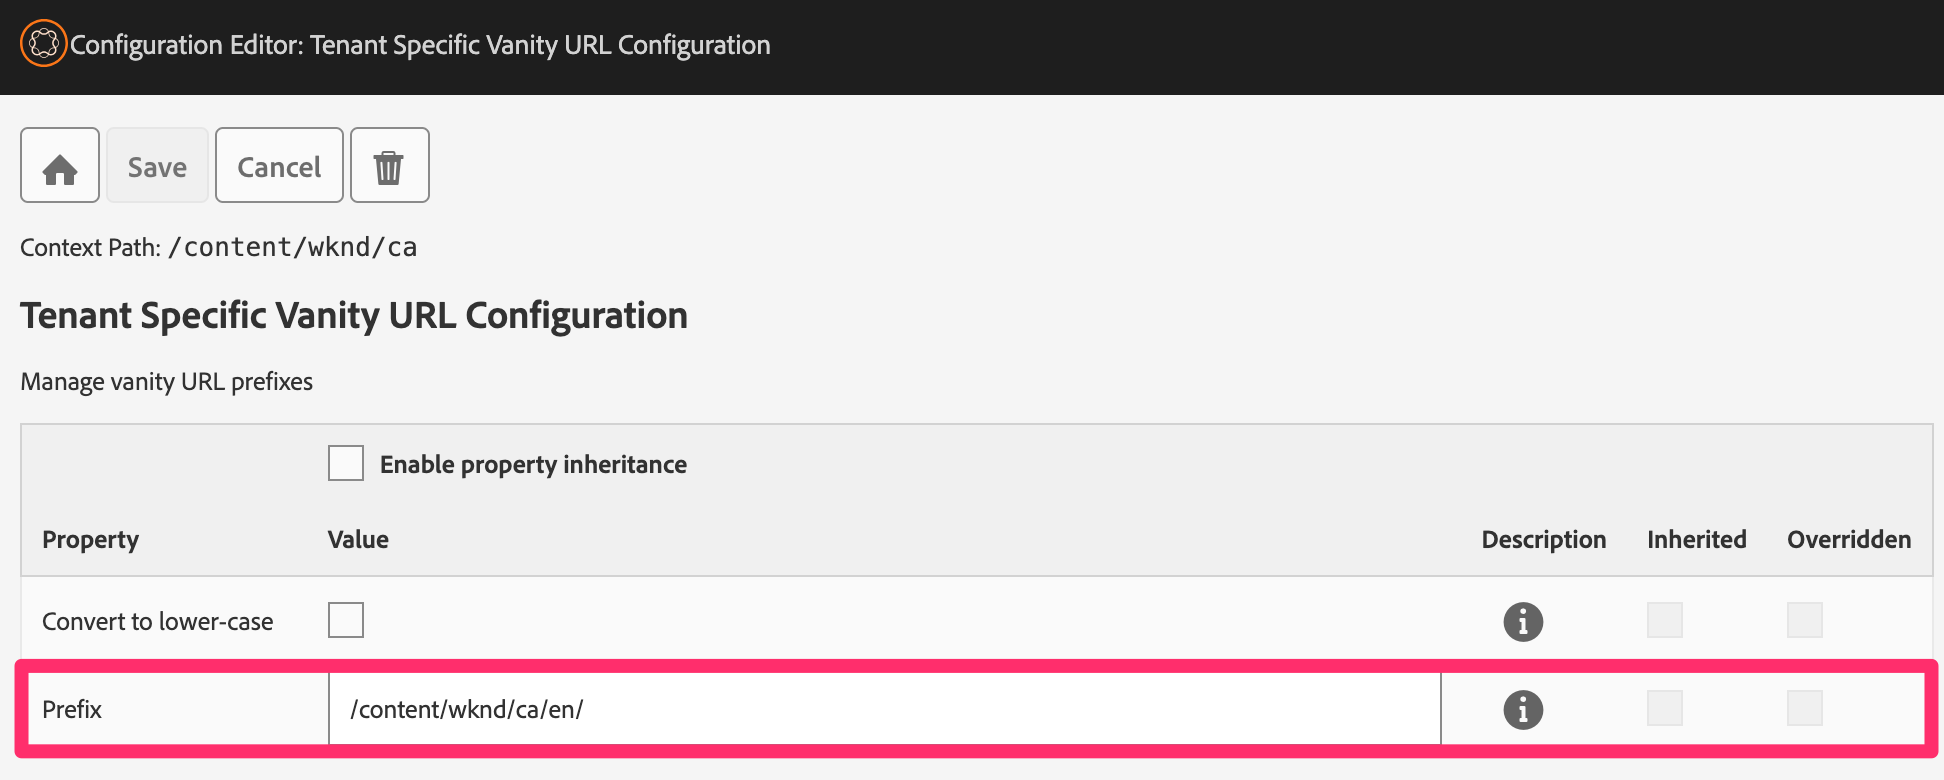 Configuration Editor: Tenant Specific Vanity URL Configuration
Save Cancel
Context Path: /content/wknd/ca
Tenant Specific Vanity URL Configuration
Manage vanity URL prefixes
Enable property inheritance
Property Value Description Inherited Overridden
Convert to lower-case
Prefix /content/wknd/ca/en/